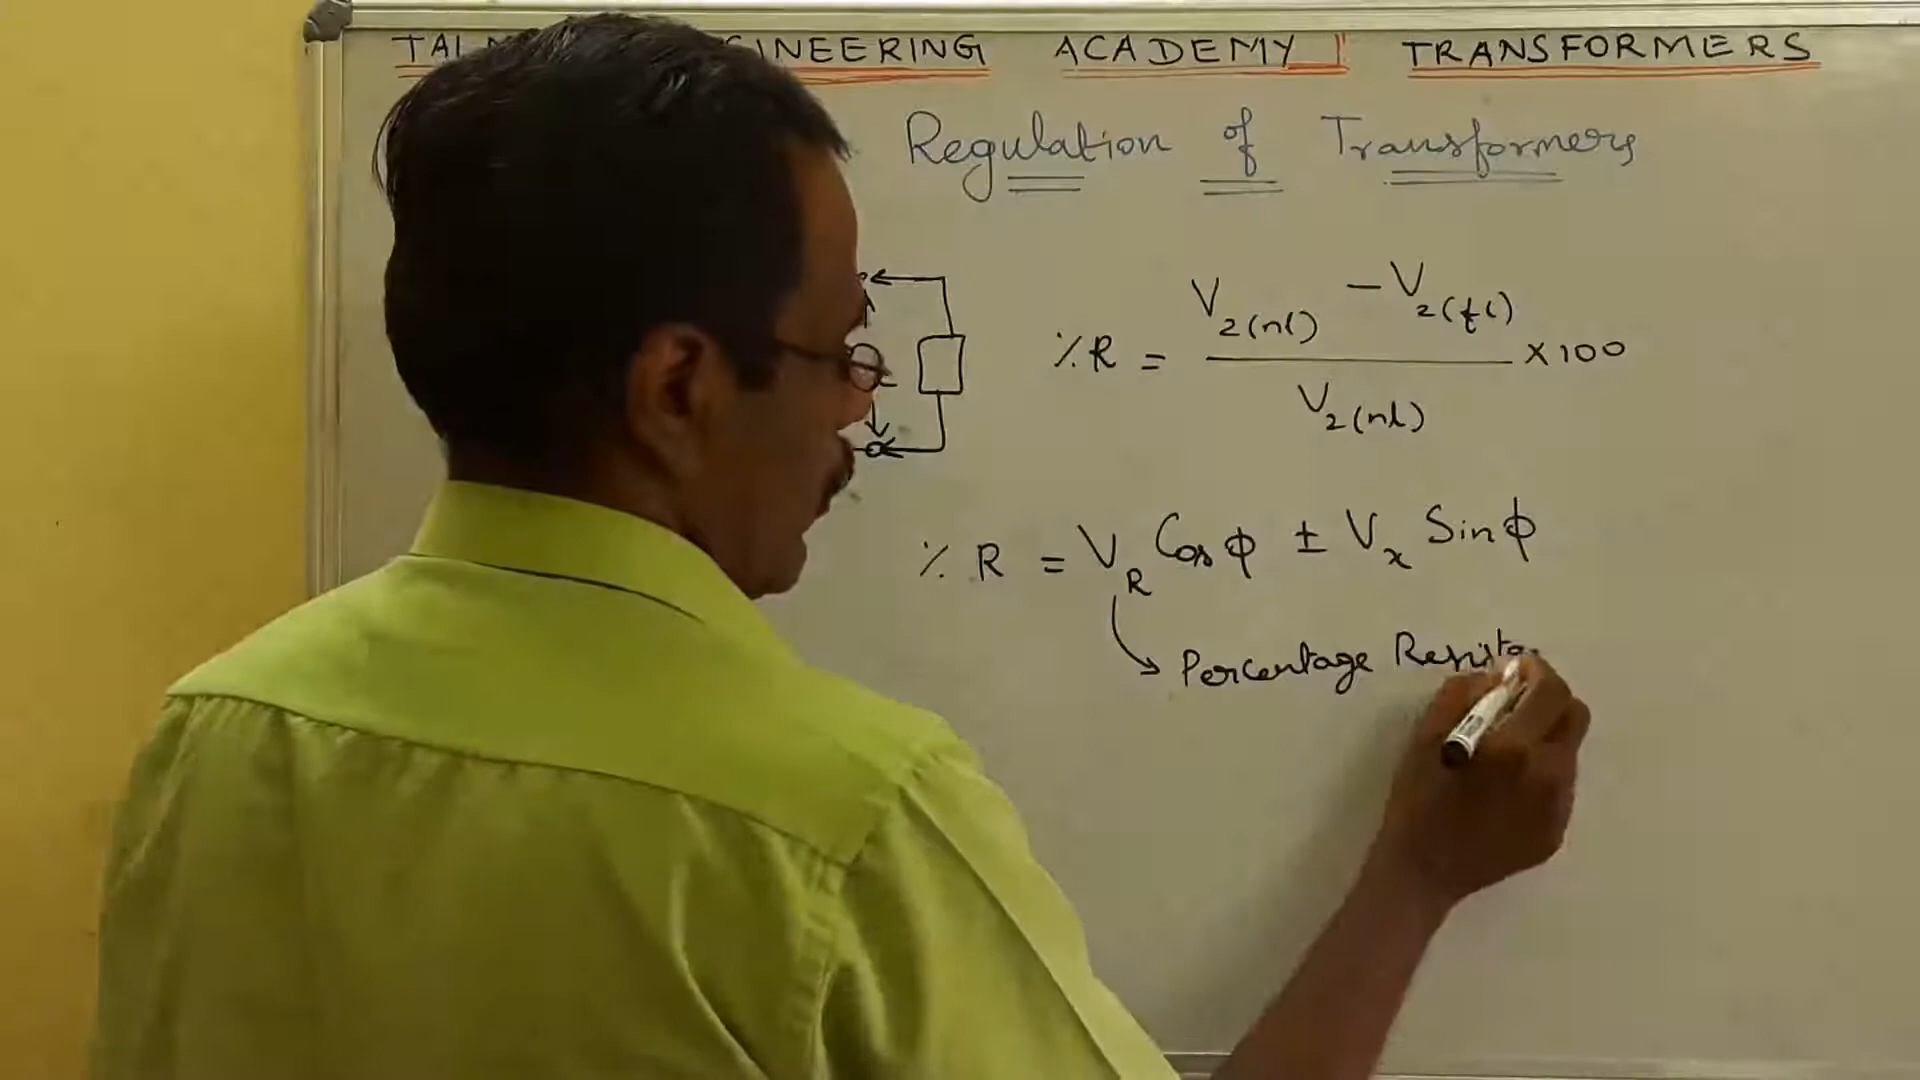 ACADEMY TRANSFORMERS
Regulation of Transformers
% R = V2(nl) - V2(fl) / V2(nl) × 100
% R = VR Cos φ ± Vx Sin φ
Percentage